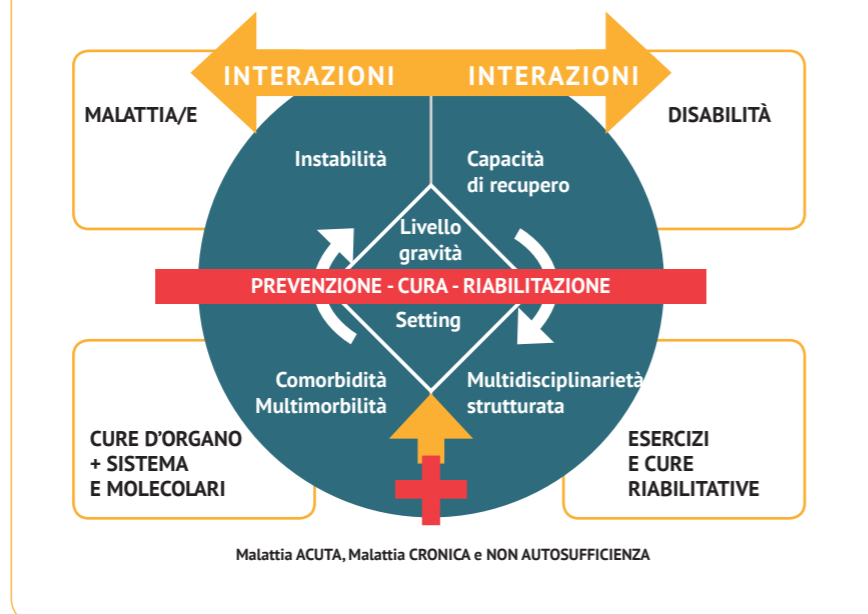 INTERAZIONI INTERAZIONI
MALATTIA/E
DISABILITÀ
Instabilità
Capacità
di recupero
Livello
gravità
PREVENZIONE - CURA - RIABILITAZIONE
Setting
Comorbidità
Multimorbilità
Multidisciplinarietà
strutturata
CURE D'ORGANO
+ SISTEMA
E MOLECOLARI
ESERCIZI
E CURE
RIABILITATIVE
Malattia ACUTA, Malattia CRONICA e NON AUTOSUFFICIENZA